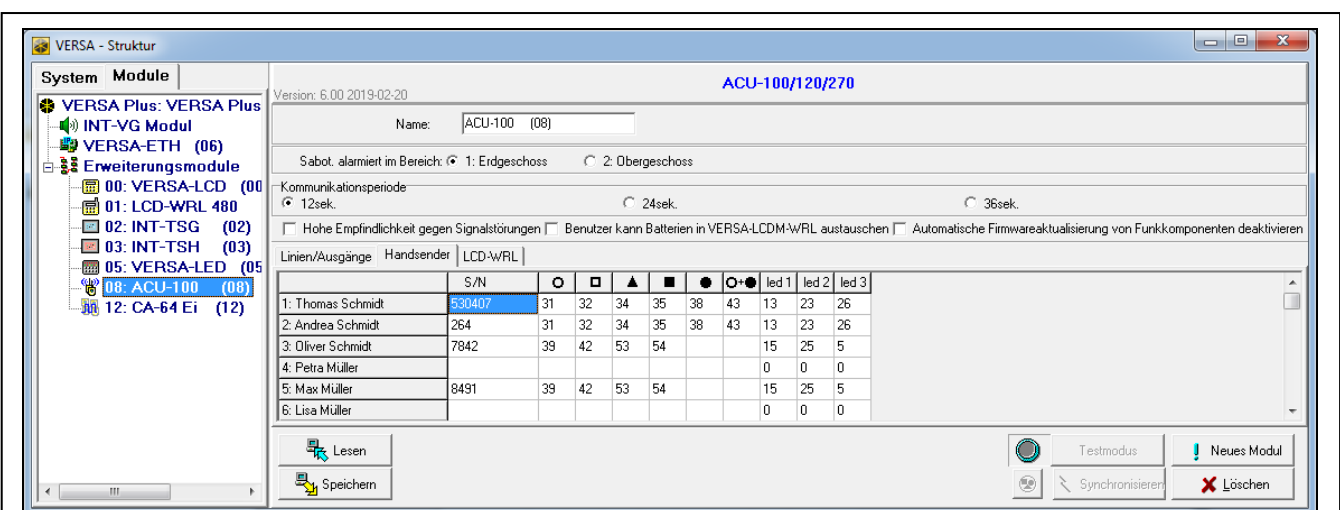 VERSA - Struktur
System Module
VERSA Plus: VERSA Plus
INT-VG Modul
VERSA-ETH (06)
Erweiterungsmodule
00: VERSA-LCD (00
01: LCD-WRL 480
02: INT-TSG (02)
03: INT-TSH (03)
05: VERSA-LED (05
08: ACU-100 (08)
12: CA-64 Ei (12)
ACU-100/120/270
Version: 6.00 2019-02-20
Name: ACU-100 (08)
Sabot. alarmiert im Bereich: 1: Erdgeschoss 2: Obergeschoss
Kommunikationsperiode
12sek. 24sek. 36sek.
Hohe Empfindlichkeit gegen Signalstörungen Benutzer kann Batterien in VERSA-LCDM-WRL austauschen Automatische Firmwareaktualisierung von Funkkomponenten deaktivieren
Linien/Ausgänge Handsender LCD-WRL
S/N O □ ▲ ■ ● O+● led 1 led 2 led 3
1: Thomas Schmidt 530407 31 32 34 35 38 43 13 23 26
2: Andrea Schmidt 264 31 32 34 35 38 43 13 23 26
3: Oliver Schmidt 7842 39 42 53 54 15 25 5
4: Petra Müller 0 0 0
5: Max Müller 8491 39 42 53 54 15 25 5
6: Lisa Müller 0 0 0
Lesen Testmodus Neues Modul
Speichern Synchronisieren Löschen